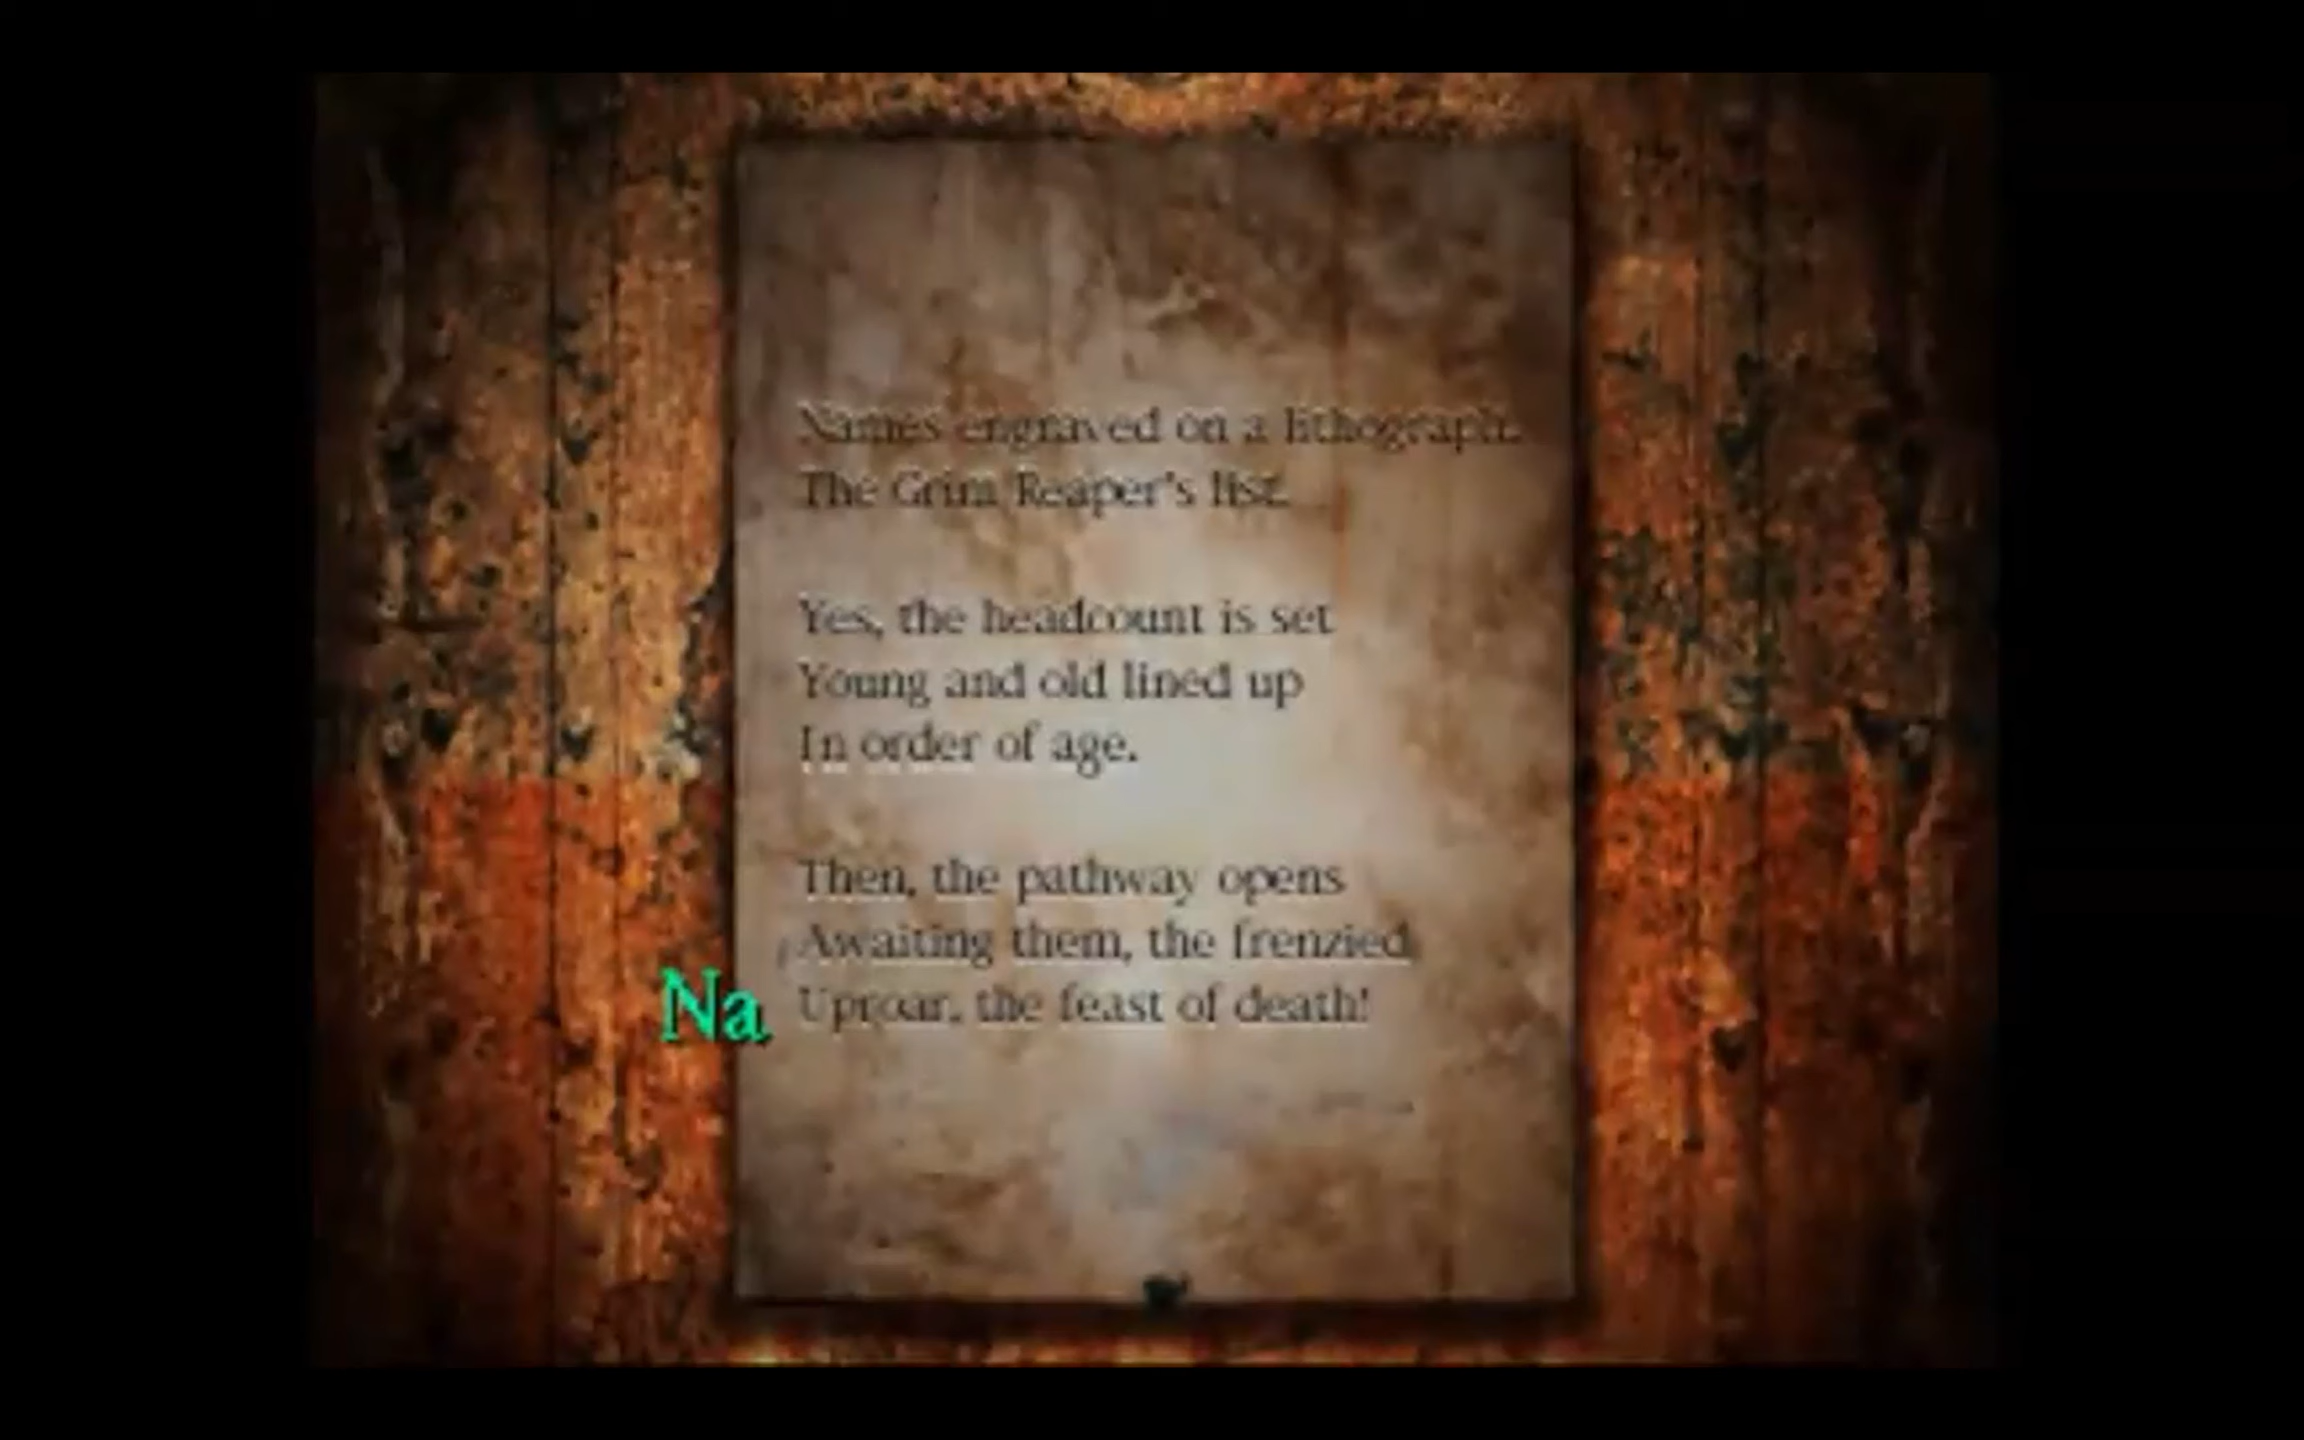 Names engraved on a lithograph.
The Grim Reaper's list.
Yes, the headcount is set
Young and old lined up
In order of age.
Then, the pathway opens
Awaiting them, the frenzied
Uproar, the feast of death!
Na